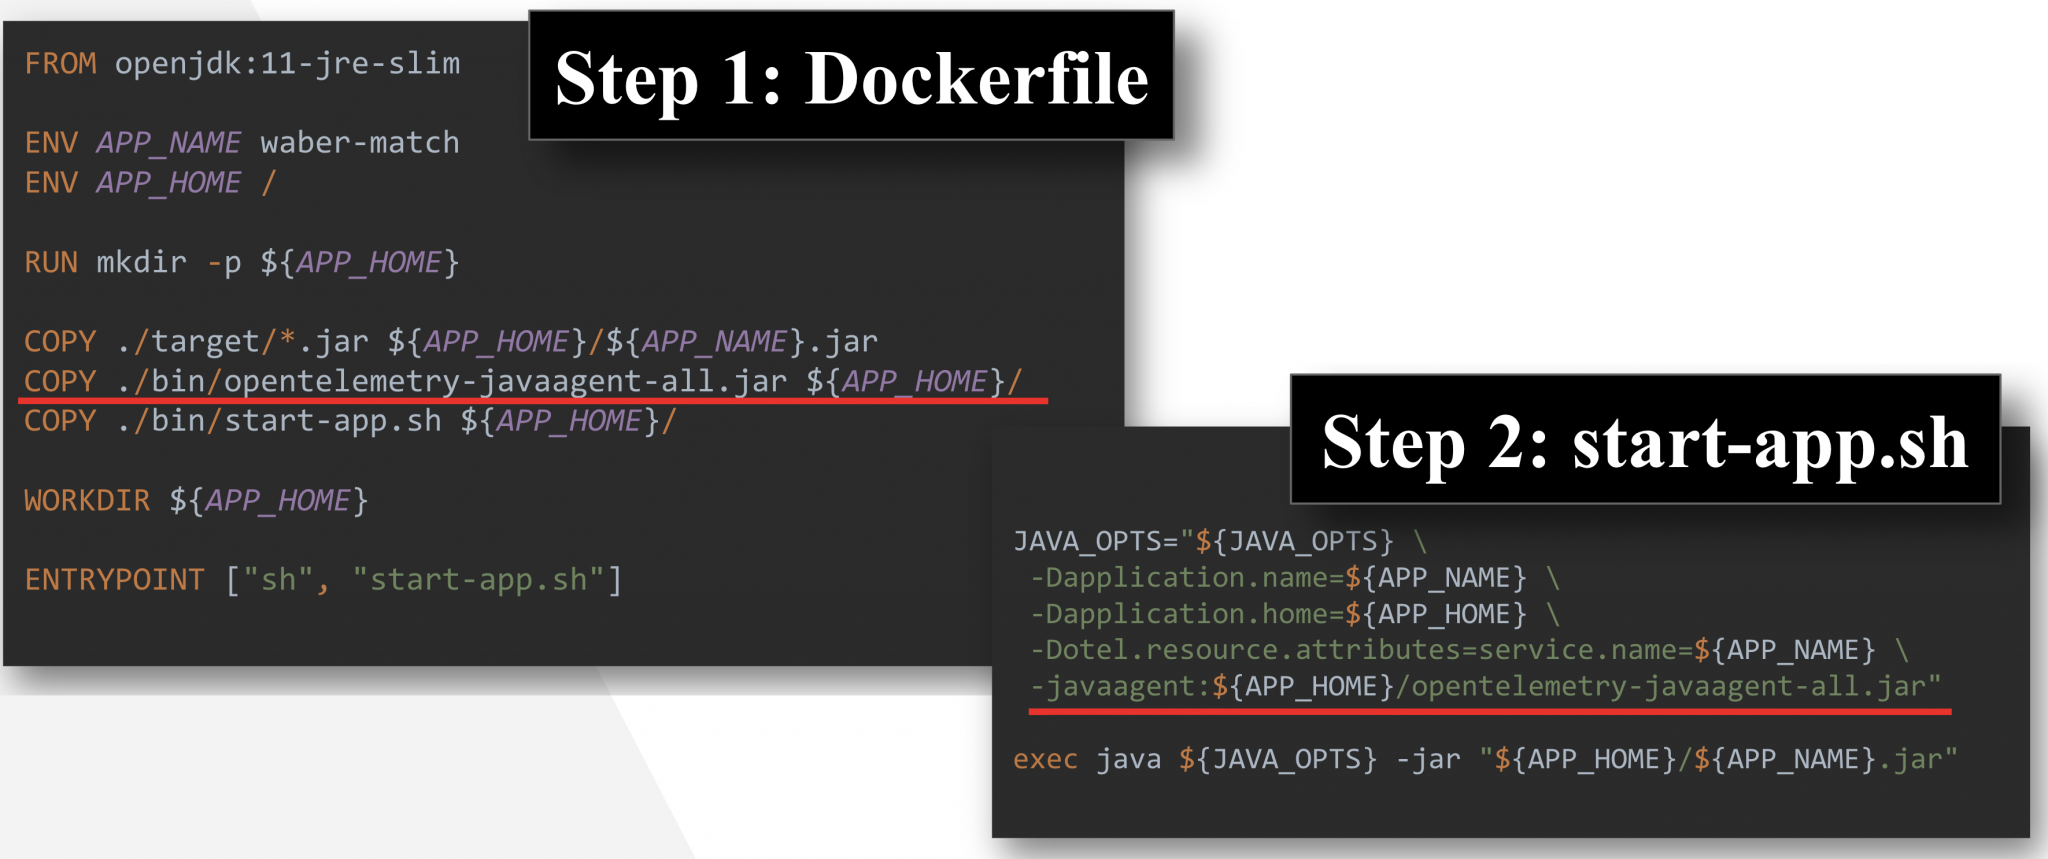 Step 1: Dockerfile
FROM openjdk:11-jre-slim
ENV APP_NAME waber-match
ENV APP_HOME /
RUN mkdir -p ${APP_HOME}
COPY ./target/*.jar ${APP_HOME}/${APP_NAME}.jar
COPY ./bin/opentelemetry-javaagent-all.jar ${APP_HOME}/
COPY ./bin/start-app.sh ${APP_HOME}/
WORKDIR ${APP_HOME}
ENTRYPOINT ["sh", "start-app.sh"]
Step 2: start-app.sh
JAVA_OPTS="${JAVA_OPTS} \
-Dapplication.name=${APP_NAME} \
-Dapplication.home=${APP_HOME} \
-Dotel.resource.attributes=service.name=${APP_NAME} \
-javaagent:${APP_HOME}/opentelemetry-javaagent-all.jar"
exec java ${JAVA_OPTS} -jar "${APP_HOME}/${APP_NAME}.jar"